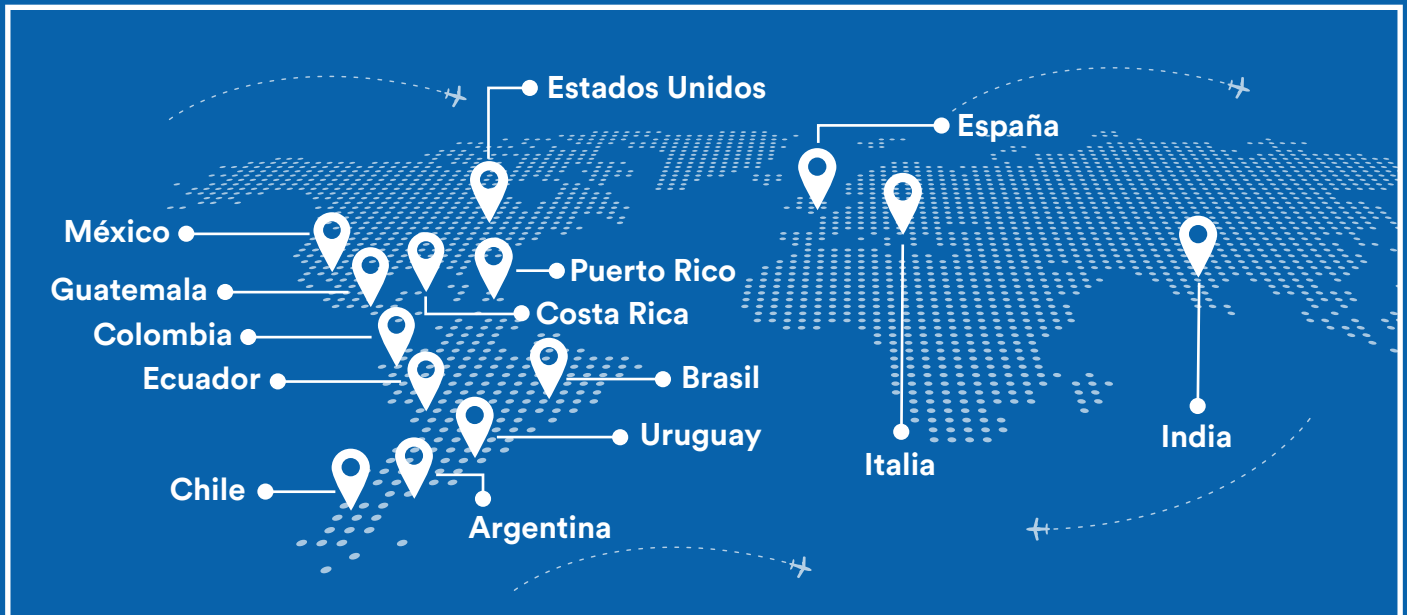 Estados Unidos
España
México
Puerto Rico
Guatemala
Costa Rica
Colombia
Ecuador
Brasil
Uruguay
India
Italia
Chile
Argentina